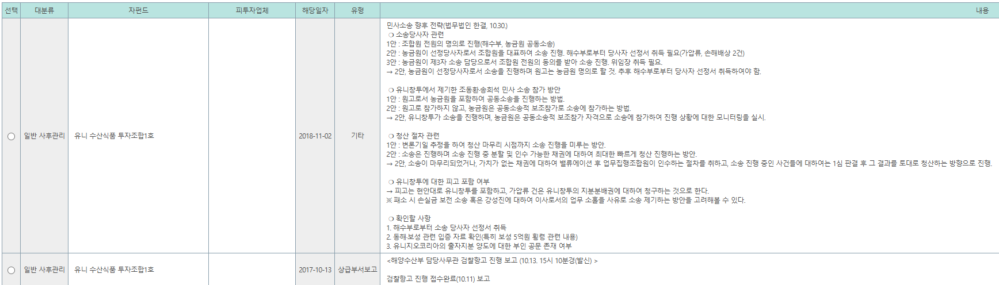 선택 대분류 자펀드 피투자업체 해당일자 유형 내용
일반 사후관리 유니 수산식품 투자조합1호 2018-11-02 기타
민사소송 향후 전략(법무법인 한결, 10.30.)
❍ 소송당사자 관련
1안 : 조합원 전원의 명의로 진행(해수부, 농금원 공동소송)
2안 : 농금원이 선정당사자로서 조합원을 대표하여 소송 진행. 해수부로부터 당사자 선정서 취득 필요(가압류, 손해배상 2건)
3안 : 농금원이 제3자 소송 담당으로서 조합원 전원의 동의를 받아 소송 진행. 위임장 취득 필요.
→ 2안, 농금원이 선정당사자로서 소송을 진행하며 원고는 농금원 명의로 할 것. 추후 해수부로부터 당사자 선정서 취득하여야 함.
❍ 유니창투에서 제기한 조동환·송희석 민사 소송 참가 방안
1안 : 원고로서 농금원을 포함하여 공동소송을 진행하는 방법.
2안 : 원고로 참가하지 않고, 농금원은 공동소송적 보조참가로 소송에 참가하는 방법.
→ 2안, 유니창투가 소송을 진행하며, 농금원은 공동소송적 보조참가 자격으로 소송에 참가하여 진행 상황에 대한 모니터링을 실시.
❍ 청산 절차 관련
1안 : 변론기일 추정을 하여 청산 마무리 시점까지 소송 진행을 미루는 방안.
2안 : 소송은 진행하며 소송 진행 중 분할 및 인수 가능한 채권에 대하여 최대한 빠르게 청산 진행하는 방안.
→ 2안, 소송이 마무리되었거나, 가치가 없는 채권에 대하여 밸류에이션 후 업무집행조합원이 인수하는 절차를 취하고, 소송 진행 중인 사건들에 대하여는 1심 판결 후 그 결과를 토대로 청산하는 방향으로 진행.
❍ 유니창투에 대한 피고 포함 여부
→ 피고는 현안대로 유니창투를 포함하고, 가압류 건은 유니창투의 지분분배권에 대하여 청구하는 것으로 한다.
※ 패소 시 손실금 보전 소송 혹은 강성진에 대하여 이사로서의 업무 소홀을 사유로 소송 제기하는 방안을 고려해볼 수 있다.
❍ 확인할 사항
1. 해수부로부터 소송 당사자 선정서 취득
2. 동해·보성 관련 입증 자료 확인(특히 보성 5억원 횡령 관련 내용)
3. 유니지오코리아의 출자지분 양도에 대한 부인 공문 존재 여부
일반 사후관리 유니 수산식품 투자조합1호 2017-10-13 상급부서보고
<해양수산부 담당사무관 검찰항고 진행 보고 (10.13. 15시 10분경(발신) >
검찰항고 진행 접수완료(10.11) 보고